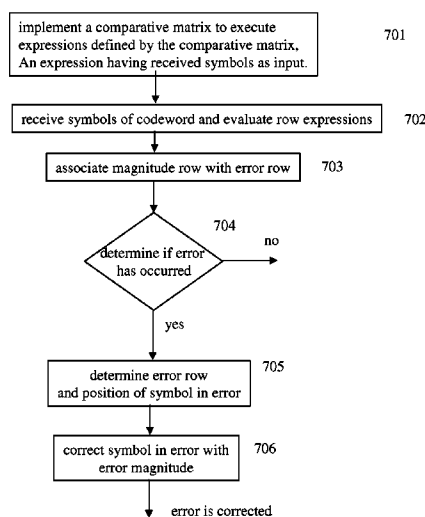 implement a comparative matrix to execute
expressions defined by the comparative matrix,
An expression having received symbols as input.
701
receive symbols of codeword and evaluate row expressions
702
associate magnitude row with error row
703
704
determine if error
has occurred
no
yes
determine error row
and position of symbol in error
705
correct symbol in error with
error magnitude
706
error is corrected